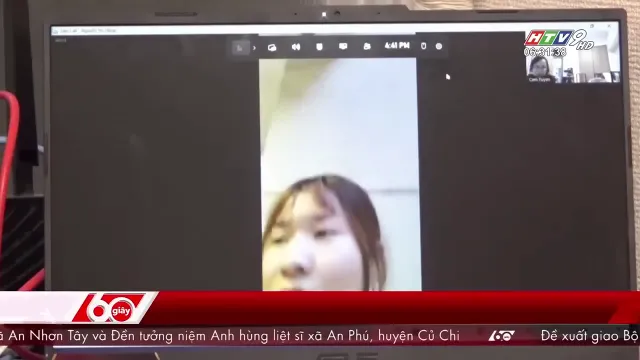 HTV9 HD
06:31:38
4:41 PM
60 giây
ã An Nhơn Tây và Đền tưởng niệm Anh hùng liệt sĩ xã An Phú, huyện Củ Chi 60 Đề xuất giao Bộ